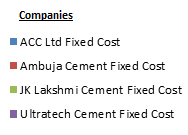 Companies
ACC Ltd Fixed Cost
Ambuja Cement Fixed Cost
JK Lakshmi Cement Fixed Cost
Ultratech Cement Fixed Cost